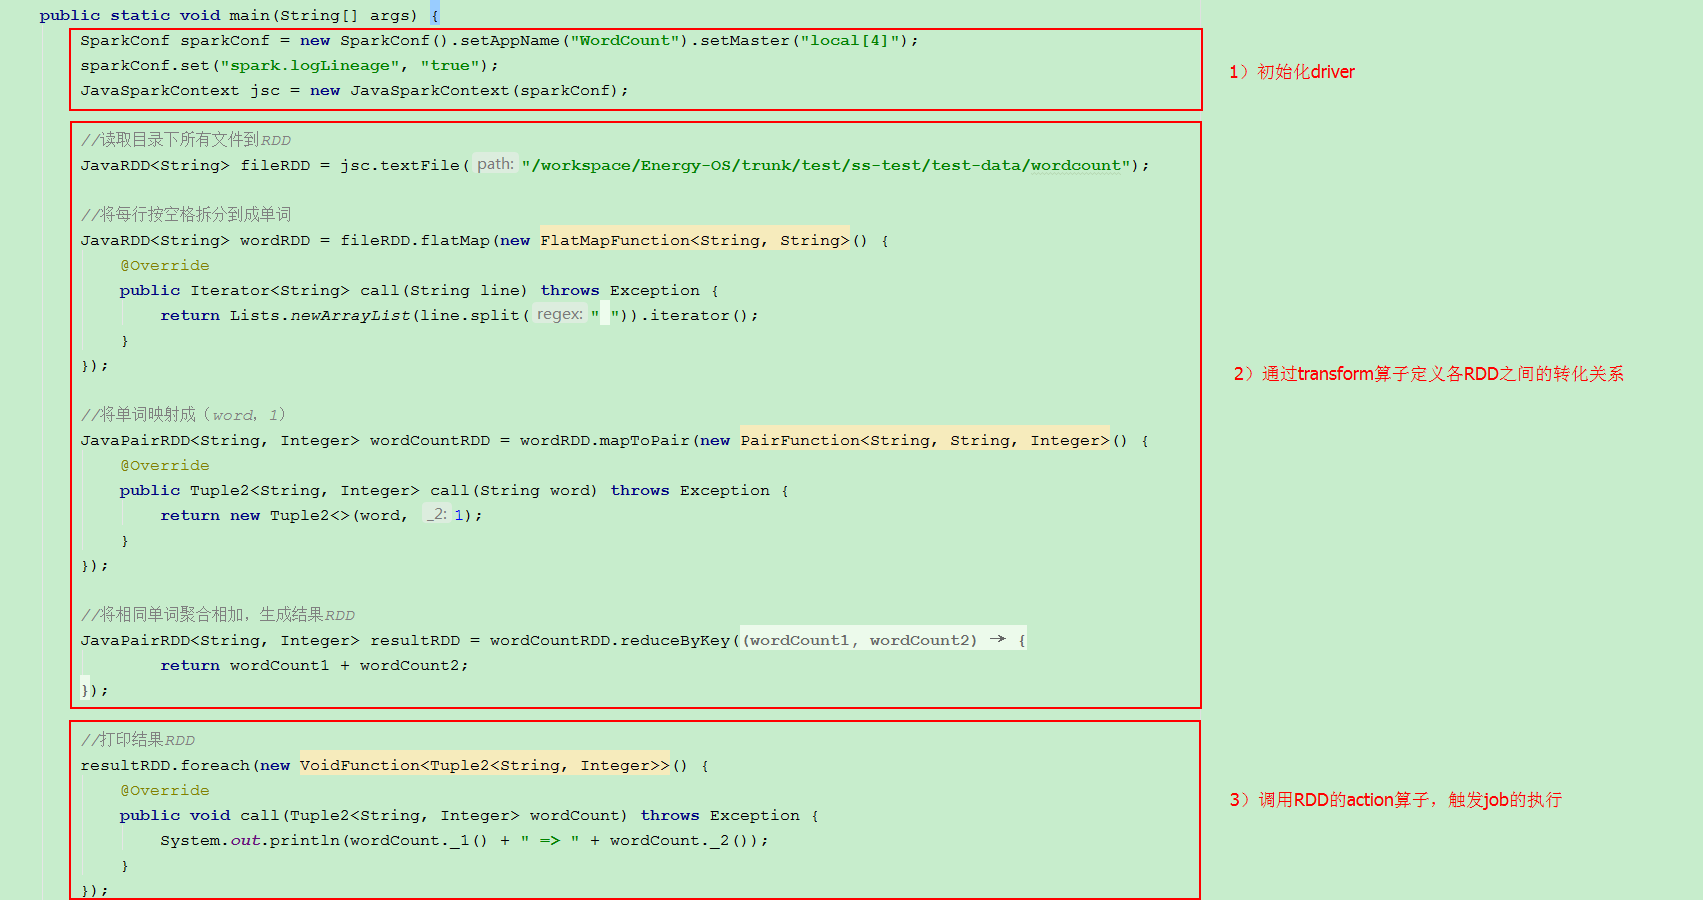 public static void main(String[] args) {
SparkConf sparkConf = new SparkConf().setAppName("WordCount").setMaster("local[4]");
sparkConf.set("spark.logLineage", "true");
JavaSparkContext jsc = new JavaSparkContext(sparkConf);
1）初始化driver
//读取目录下所有文件到RDD
JavaRDD<String> fileRDD = jsc.textFile( path: "/workspace/Energy-OS/trunk/test/ss-test/test-data/wordcount");
//将每行按空格拆分到成单词
JavaRDD<String> wordRDD = fileRDD.flatMap(new FlatMapFunction<String, String>() {
@Override
public Iterator<String> call(String line) throws Exception {
return Lists.newArrayList(line.split( regex: " ")).iterator();
}
});
2）通过transform算子定义各RDD之间的转化关系
//将单词映射成（word，1）
JavaPairRDD<String, Integer> wordCountRDD = wordRDD.mapToPair(new PairFunction<String, String, Integer>() {
@Override
public Tuple2<String, Integer> call(String word) throws Exception {
return new Tuple2<>(word, _2: 1);
}
});
//将相同单词聚合相加，生成结果RDD
JavaPairRDD<String, Integer> resultRDD = wordCountRDD.reduceByKey((wordCount1, wordCount2) → {
return wordCount1 + wordCount2;
});
//打印结果RDD
resultRDD.foreach(new VoidFunction<Tuple2<String, Integer>>() {
@Override
public void call(Tuple2<String, Integer> wordCount) throws Exception {
System.out.println(wordCount._1() + " => " + wordCount._2());
}
});
3）调用RDD的action算子，触发job的执行